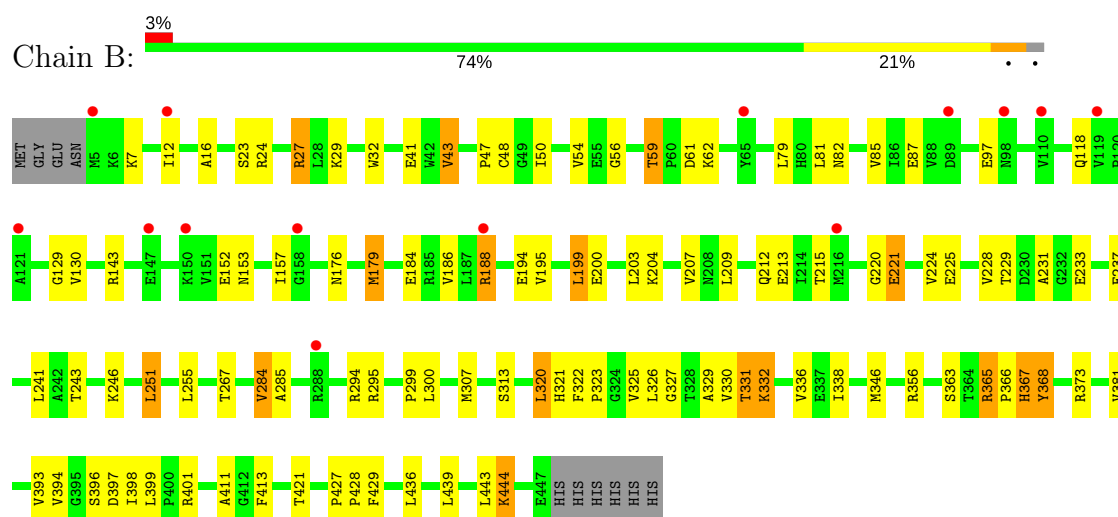 3%
Chain B:
74% 21% • •
MET GLY GLU ASN M5 K6 K7 I12 A16 S23 R24 R27 L28 K29 W32 E41 W42 V43 P47 C48 G49 I50 V54 E55 G56 T59 P60 D61 K62 Y65 L79 H80 L81 N82 V85 I86 E87 V88 D89 E97 N98 V110 Q118 V119
A121 G129 V130 R143 E147 K150 V151 E152 N153 I157 G158 N176 M179 E184 R185 V186 L187 R188 E194 V195 L199 E200 L203 K204 V207 N208 L209 Q212 E213 I214 T215 M216 G220 E221 V224 E225 V228 T229 D230 A231 G232 E233
L241 A242 T243 K246 L251 L255 T267 V284 A285 R288 R294 R295 P299 L300 M307 S313 L320 H321 F322 P323 G324 V325 L326 G327 T328 A329 V330 T331 K332 V336 E337 I338 M346 R356 S363 T364 R365 P366 H367 Y368 R373
V393 V394 G395 S396 D397 I398 L399 P400 R401 A411 G412 F413 T421 P427 P428 F429 L436 L439 L443 K444 E447 HIS HIS HIS HIS HIS HIS